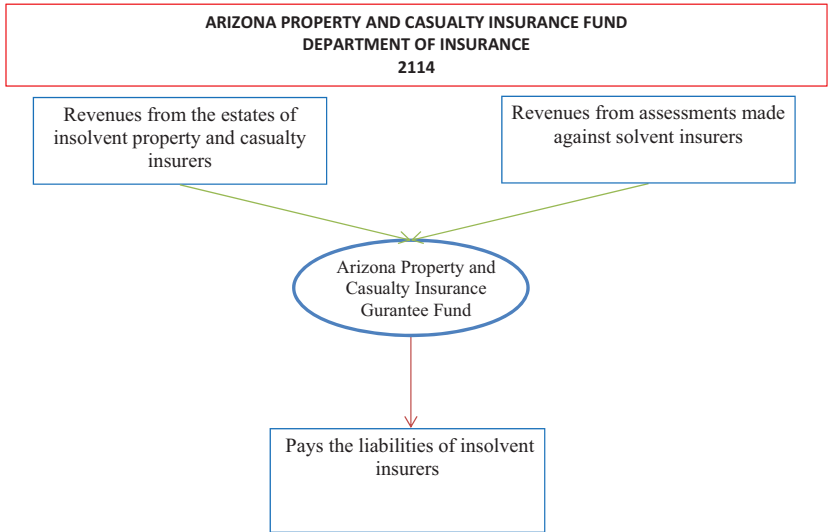 ARIZONA PROPERTY AND CASUALTY INSURANCE FUND
DEPARTMENT OF INSURANCE
2114
Revenues from the estates of
insolvent property and casualty
insurers
Revenues from assessments made
against solvent insurers
Arizona Property and
Casualty Insurance
Gurantee Fund
Pays the liabilities of insolvent
insurers